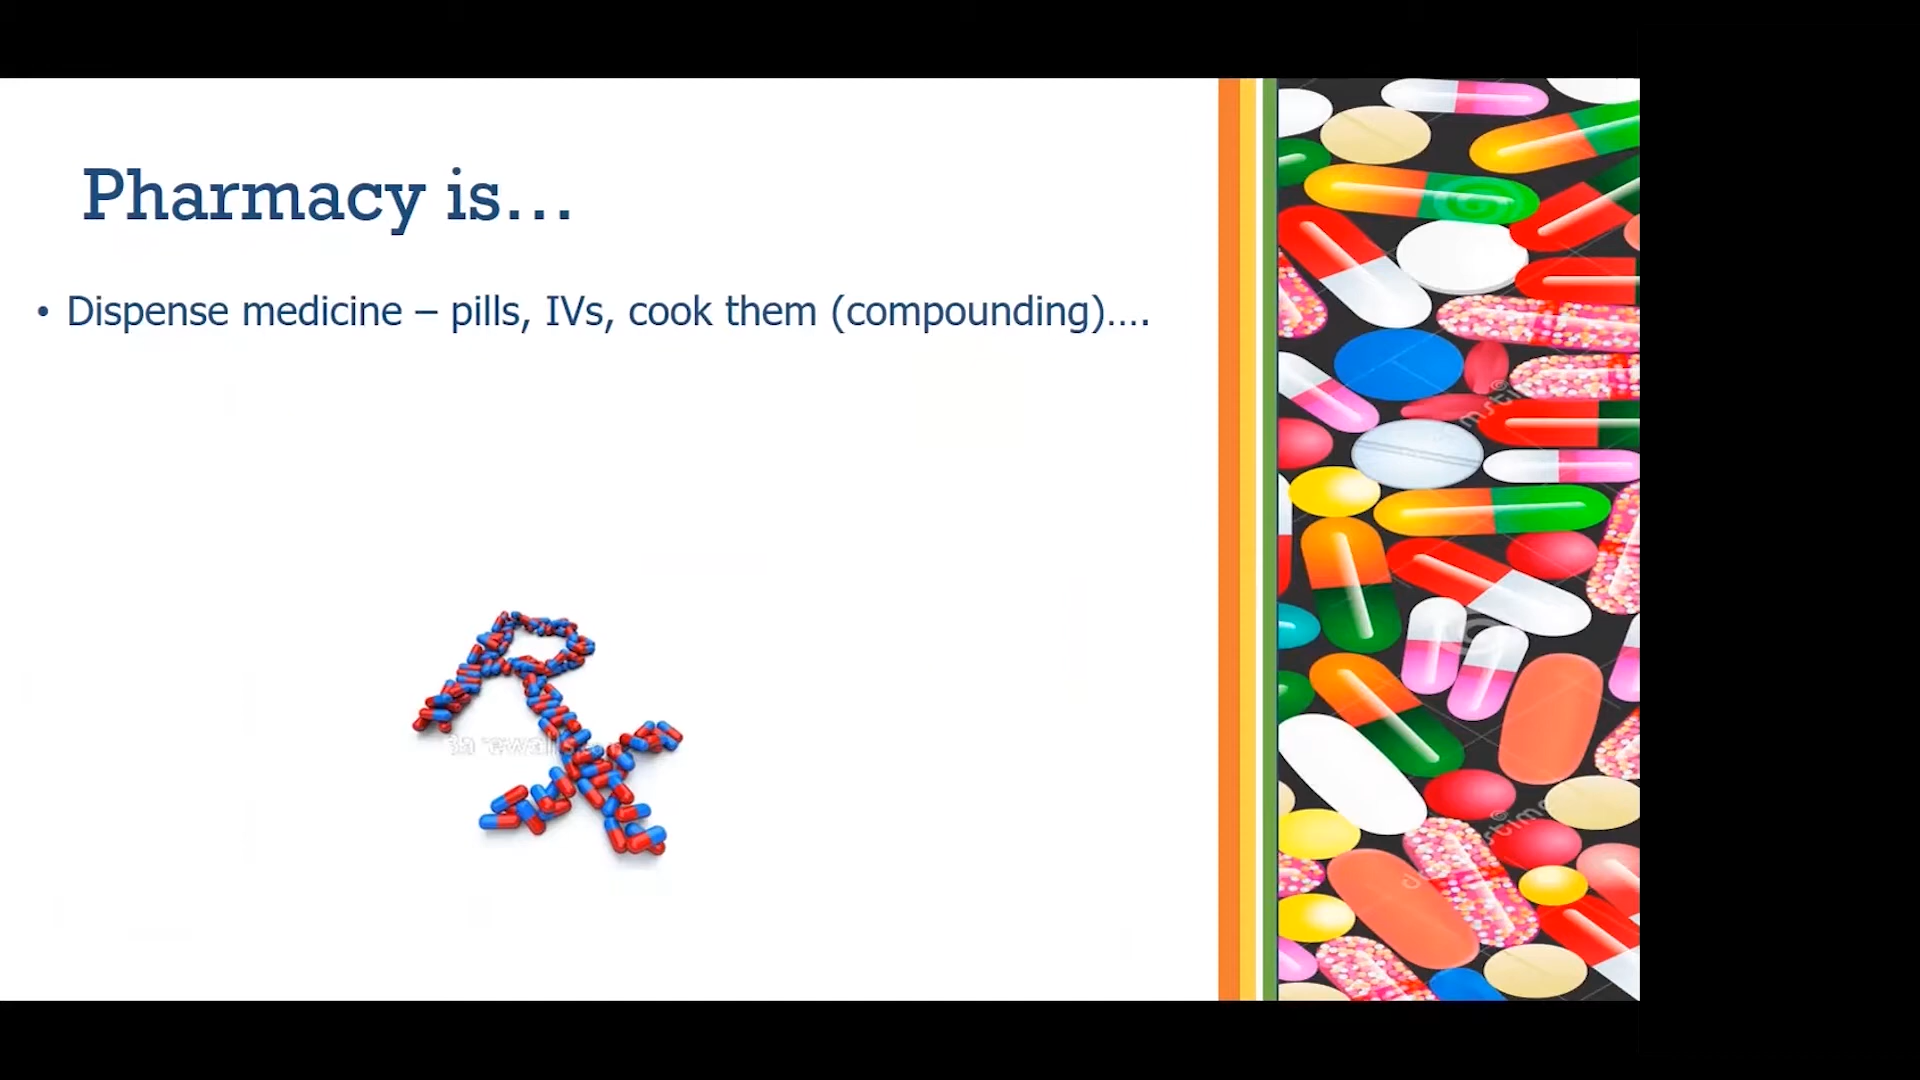 Pharmacy is...
• Dispense medicine – pills, IVs, cook them (compounding)....